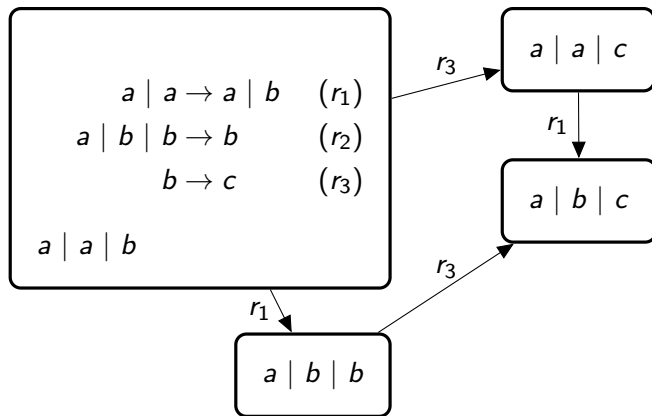 a | a → a | b (r₁)
a | b | b → b (r₂)
b → c (r₃)
a | a | b
r₃
a | a | c
r₁
a | b | c
r₃
r₁
a | b | b